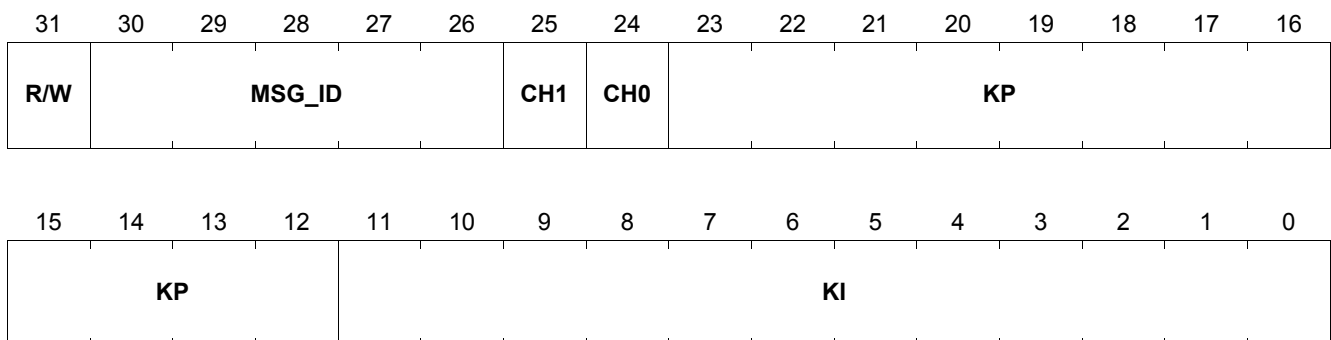 31 30 29 28 27 26 25 24 23 22 21 20 19 18 17 16
R/W MSG_ID CH1 CH0 KP
15 14 13 12 11 10 9 8 7 6 5 4 3 2 1 0
KP KI